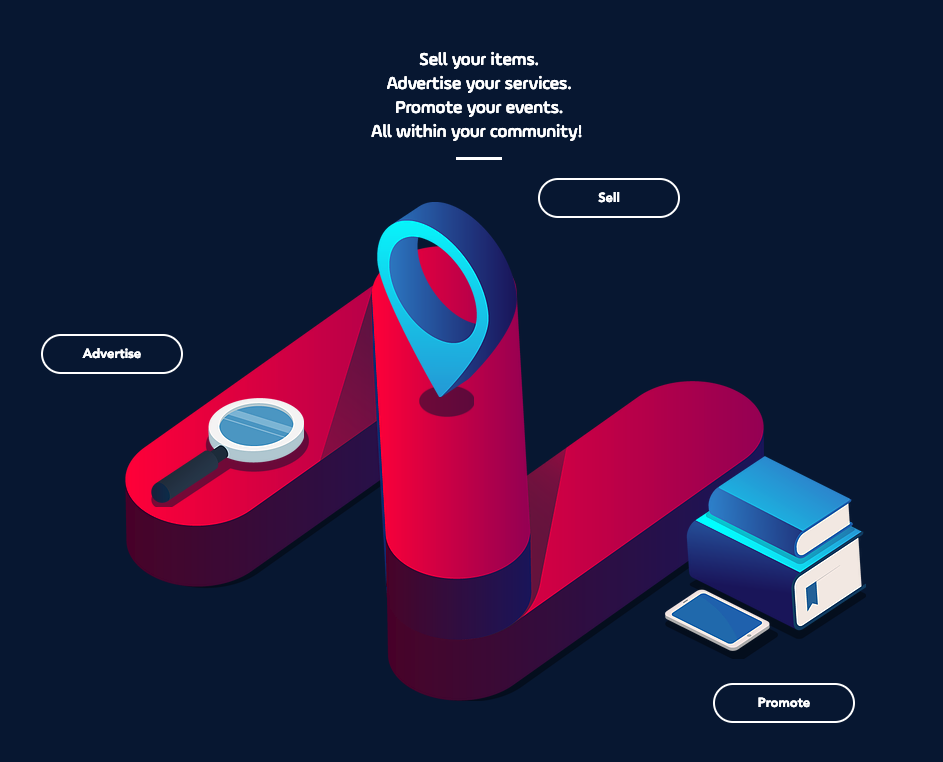 Sell your items.
Advertise your services.
Promote your events.
All within your community!
Sell
Advertise
Promote